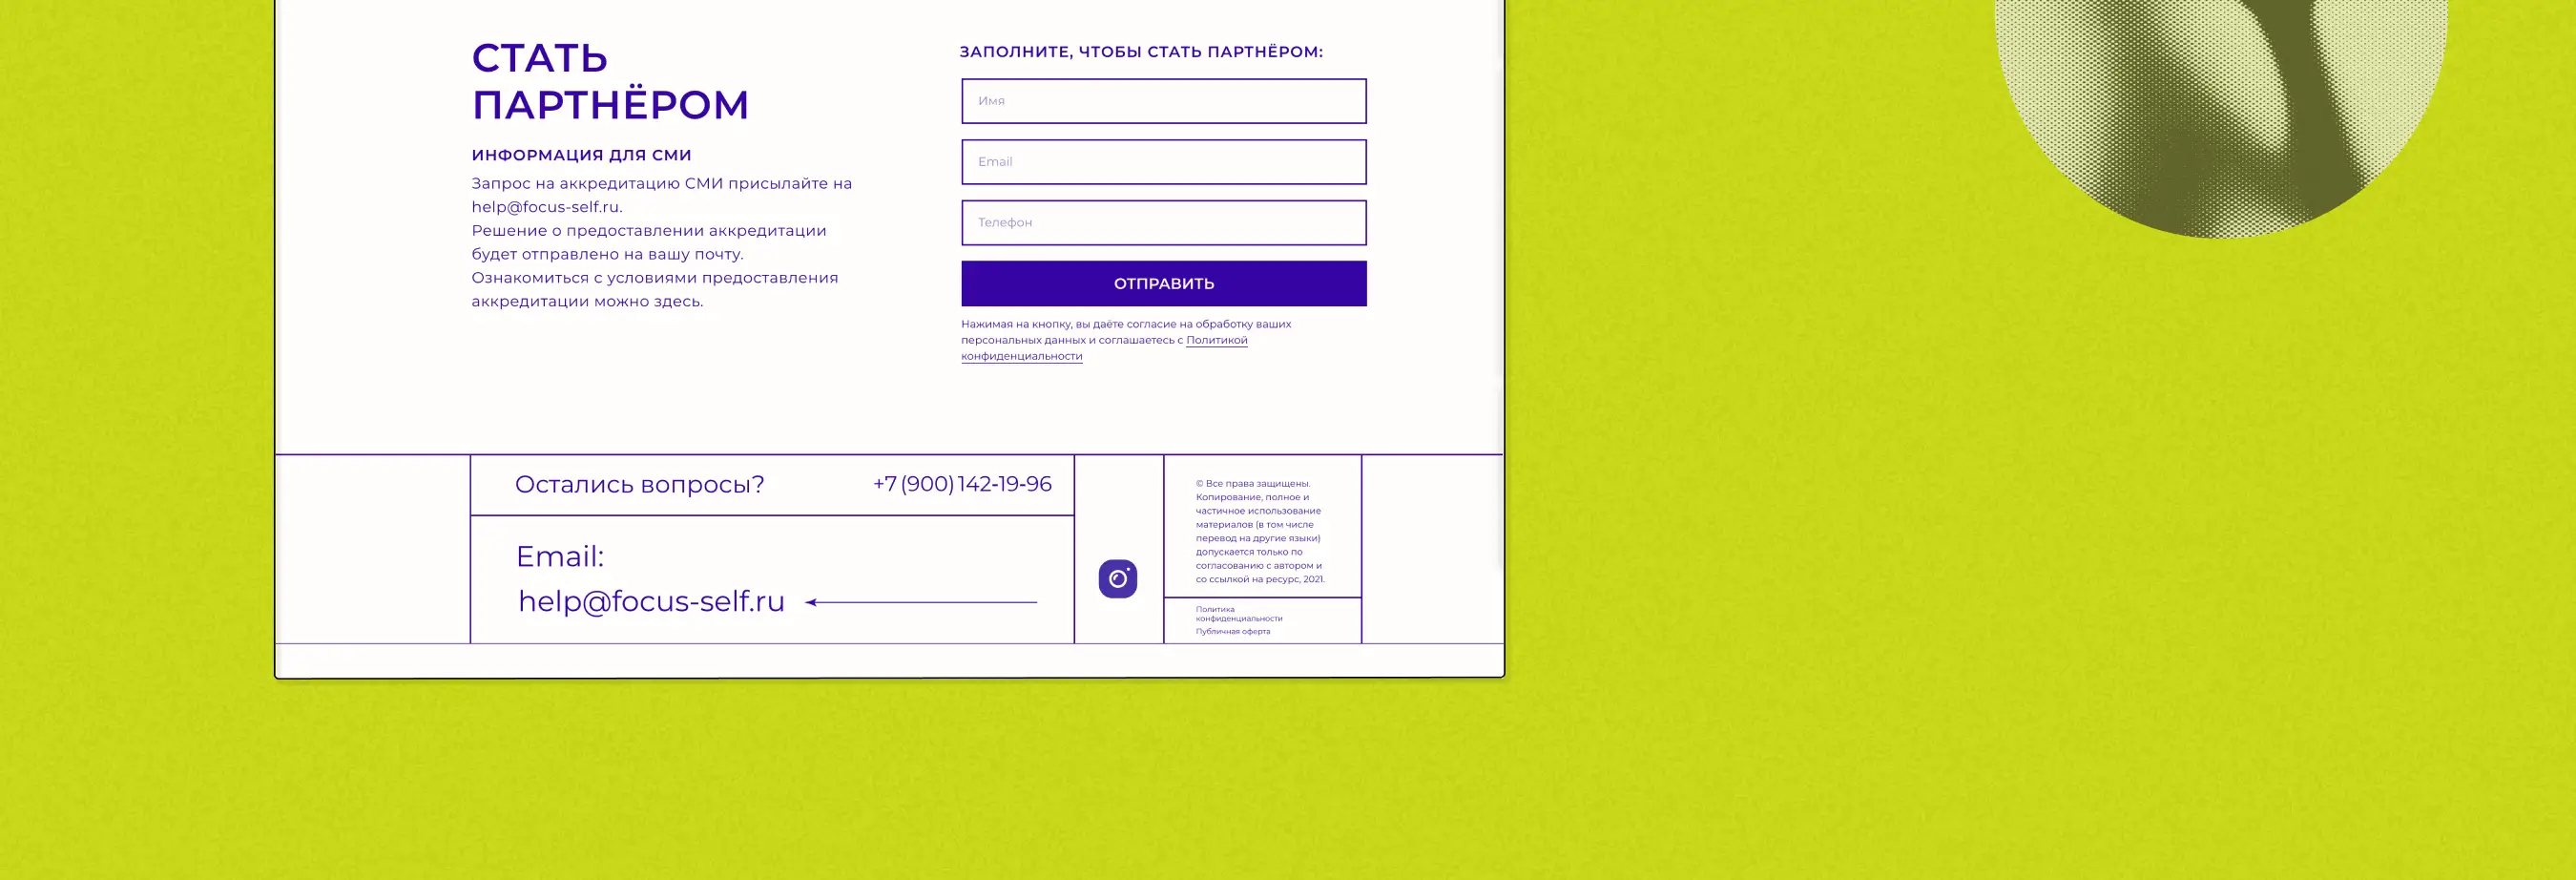 СТАТЬ
ПАРТНЁРОМ
ИНФОРМАЦИЯ ДЛЯ СМИ
Запрос на аккредитацию СМИ присылайте на
help@focus-self.ru.
Решение о предоставлении аккредитации
будет отправлено на вашу почту.
Ознакомиться с условиями предоставления
аккредитации можно здесь.
ЗАПОЛНИТЕ, ЧТОБЫ СТАТЬ ПАРТНЁРОМ:
Имя
Email
Телефон
ОТПРАВИТЬ
Нажимая на кнопку, вы даёте согласие на обработку ваших
персональных данных и соглашаетесь с Политикой
конфиденциальности
Остались вопросы?
+7 (900) 142-19-96
Email:
help@focus-self.ru
© Все права защищены.
Копирование, полное и
частичное использование
материалов (в том числе
перевод на другие языки)
допускается только по
согласованию с автором и
со ссылкой на ресурс, 2021.
Политика
конфиденциальности
Публичная оферта